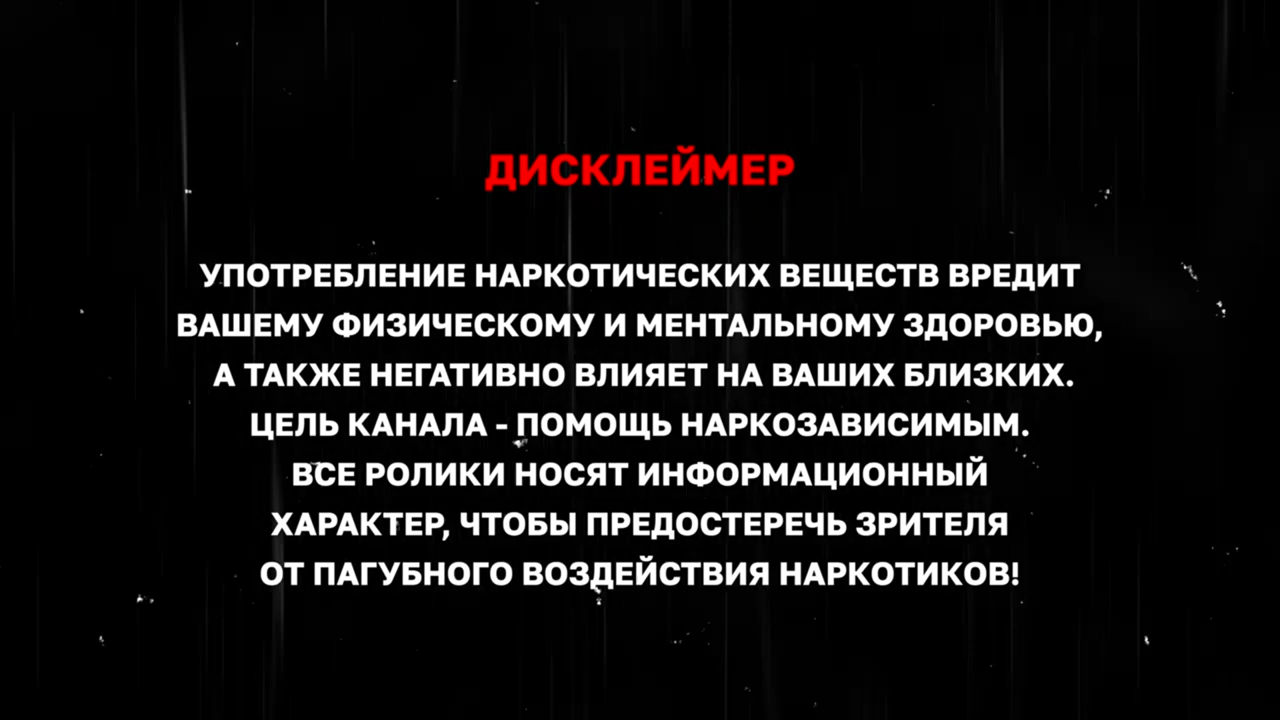 ДИСКЛЕЙМЕР
УПОТРЕБЛЕНИЕ НАРКОТИЧЕСКИХ ВЕЩЕСТВ ВРЕДИТ
ВАШЕМУ ФИЗИЧЕСКОМУ И МЕНТАЛЬНОМУ ЗДОРОВЬЮ,
А ТАКЖЕ НЕГАТИВНО ВЛИЯЕТ НА ВАШИХ БЛИЗКИХ.
ЦЕЛЬ КАНАЛА - ПОМОЩЬ НАРКОЗАВИСИМЫМ.
ВСЕ РОЛИКИ НОСЯТ ИНФОРМАЦИОННЫЙ
ХАРАКТЕР, ЧТОБЫ ПРЕДОСТЕРЕЧЬ ЗРИТЕЛЯ
ОТ ПАГУБНОГО ВОЗДЕЙСТВИЯ НАРКОТИКОВ!